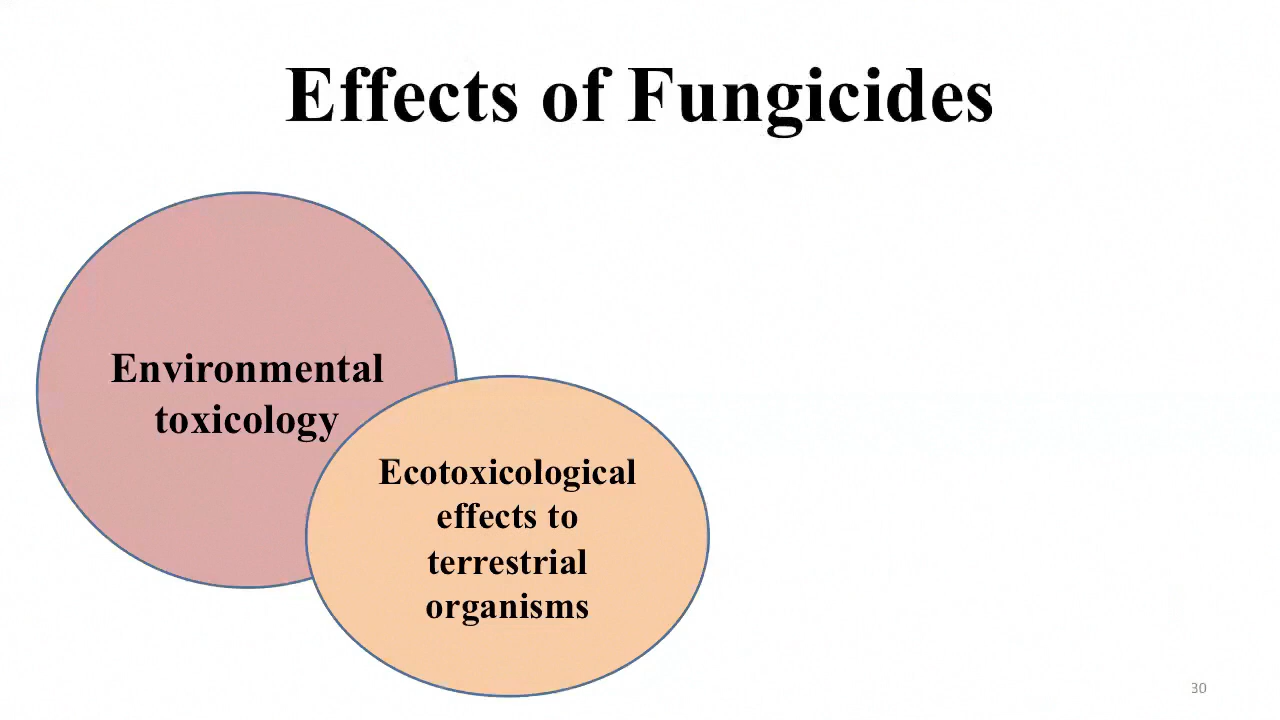 Effects of Fungicides
Environmental
toxicology
Ecotoxicological
effects to
terrestrial
organisms
30